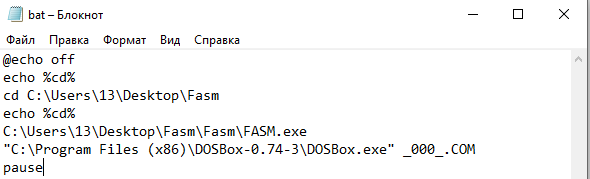 bat – Блокнот
Файл Правка Формат Вид Справка
@echo off
echo %cd%
cd C:\Users\13\Desktop\Fasm
echo %cd%
C:\Users\13\Desktop\Fasm\Fasm\FASM.exe
"C:\Program Files (x86)\DOSBox-0.74-3\DOSBox.exe" _000_.COM
pause